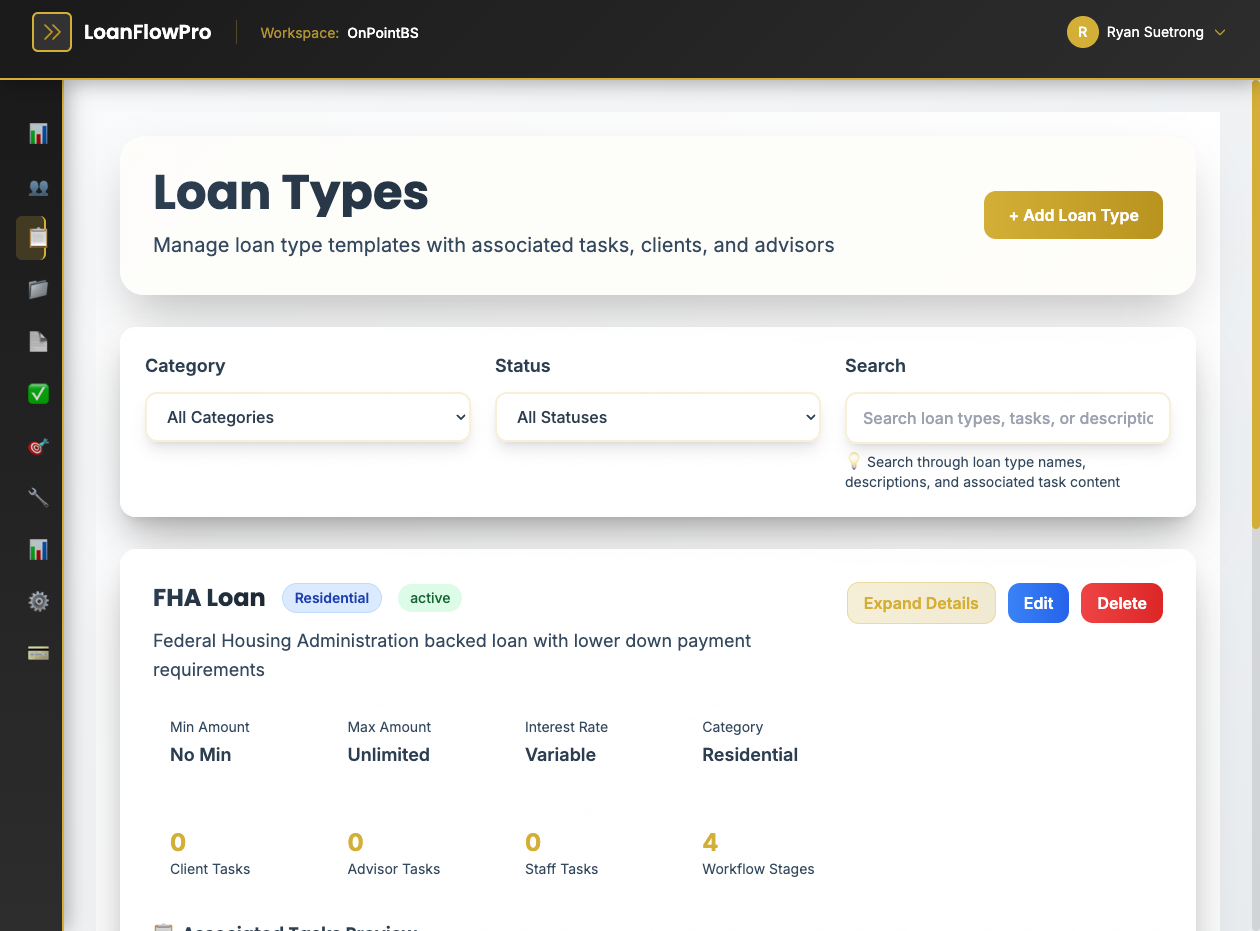 LoanFlowPro
Workspace: OnPointBS
R
Ryan Suetrong
Loan Types
Manage loan type templates with associated tasks, clients, and advisors
+ Add Loan Type
Category
Status
Search
All Categories
All Statuses
Search loan types, tasks, or descriptic
Search through loan type names,
descriptions, and associated task content
FHA Loan
Residential
active
Expand Details
Edit
Delete
Federal Housing Administration backed loan with lower down payment
requirements
Min Amount
No Min
Max Amount
Unlimited
Interest Rate
Variable
Category
Residential
0
Client Tasks
0
Advisor Tasks
0
Staff Tasks
4
Workflow Stages
Associated Tasks Preview